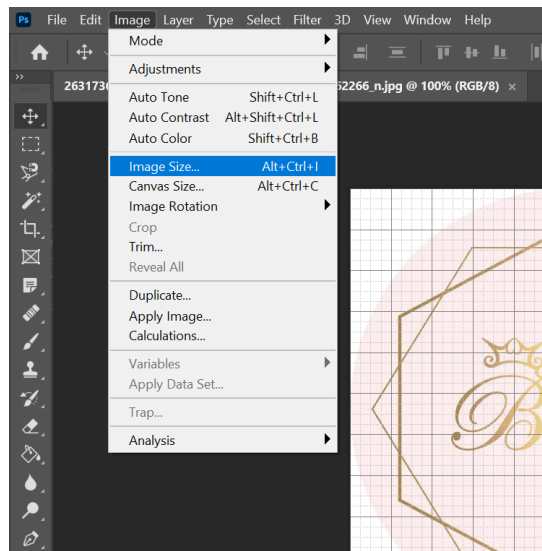 Ps File Edit Image Layer Type Select Filter 3D View Window Help
Mode
Adjustments
Auto Tone Shift+Ctrl+L
Auto Contrast Alt+Shift+Ctrl+L
Auto Color Shift+Ctrl+B
Image Size... Alt+Ctrl+I
Canvas Size... Alt+Ctrl+C
Image Rotation
Crop
Trim...
Reveal All
Duplicate...
Apply Image...
Calculations...
Variables
Apply Data Set...
Trap...
Analysis
263173 62266_n.jpg @ 100% (RGB/8) ×
B